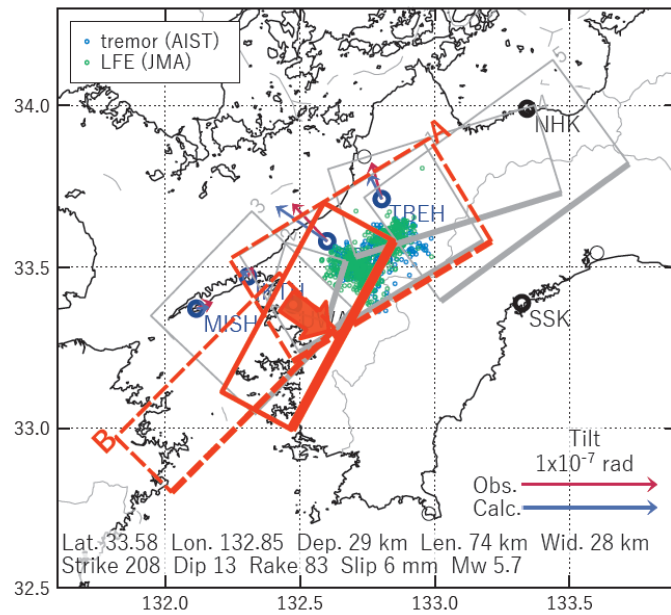 tremor (AIST)
LFE (JMA)
34.0
33.5
33.0
32.5
132.0
132.5
133.0
133.5
A
B
5
3
NHK
TBEH
MISH
SSK
Tilt
1x10⁻⁷ rad
Obs.
Calc.
Lat. 33.58 Lon. 132.85 Dep. 29 km Len. 74 km Wid. 28 km
Strike 208 Dip 13 Rake 83 Slip 6 mm Mw 5.7